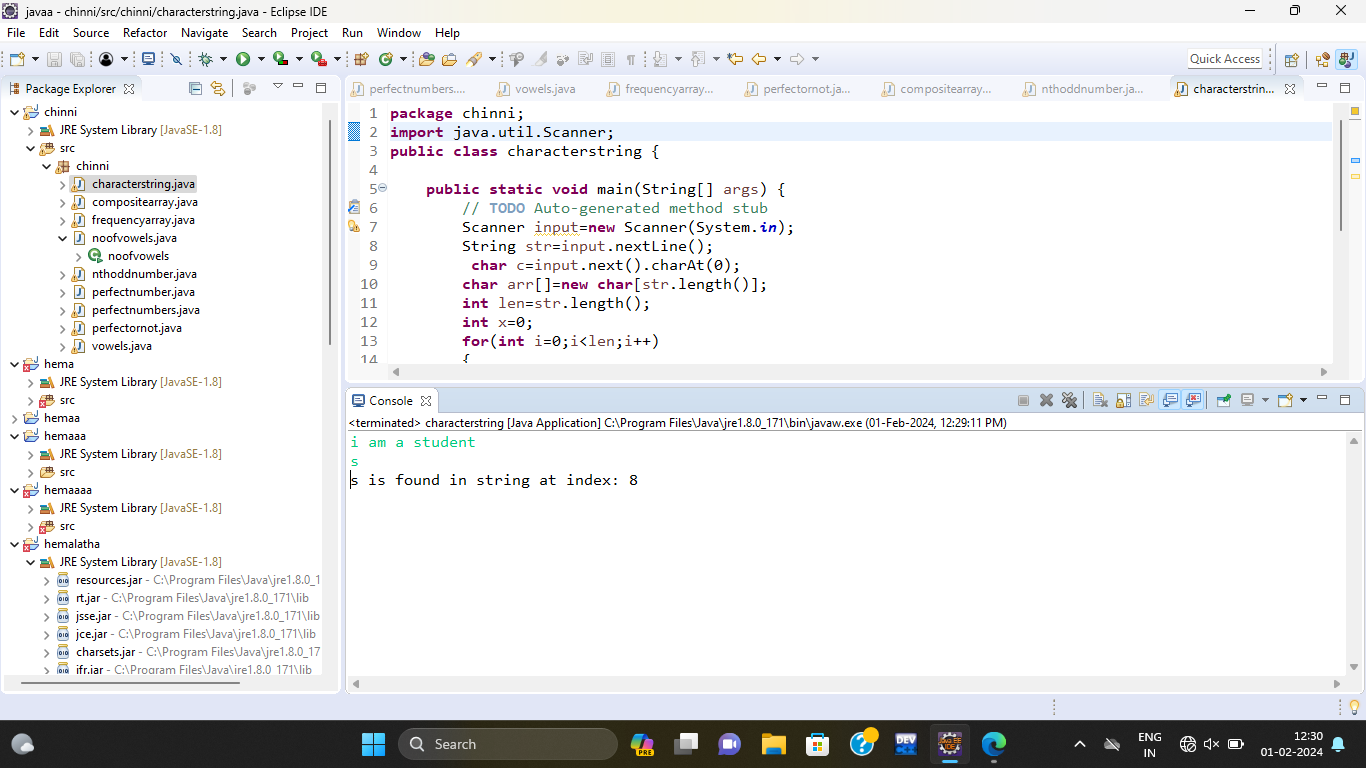 javaa - chinni/src/chinni/characterstring.java - Eclipse IDE
File Edit Source Refactor Navigate Search Project Run Window Help
Quick Access
Package Explorer
chinni
JRE System Library [JavaSE-1.8]
src
chinni
characterstring.java
compositearray.java
frequencyarray.java
noofvowels.java
noofvowels
nthoddnumber.java
perfectnumber.java
perfectnumbers.java
perfectornot.java
vowels.java
hema
JRE System Library [JavaSE-1.8]
src
hemaa
hemaaa
JRE System Library [JavaSE-1.8]
src
hemaaaa
JRE System Library [JavaSE-1.8]
src
hemalatha
JRE System Library [JavaSE-1.8]
resources.jar - C:\Program Files\Java\jre1.8.0_1
rt.jar - C:\Program Files\Java\jre1.8.0_171\lib
jsse.jar - C:\Program Files\Java\jre1.8.0_171\lib
jce.jar - C:\Program Files\Java\jre1.8.0_171\lib
charsets.jar - C:\Program Files\Java\jre1.8.0_17
jfr.jar - C:\Program Files\Java\jre1.8.0_171\lib
perfectnumbers.... vowels.java frequencyarray... perfectornot.ja... compositearray... nthoddnumber.ja... characterstrin...
1 package chinni;
2 import java.util.Scanner;
3 public class characterstring {
4
5 public static void main(String[] args) {
6 // TODO Auto-generated method stub
7 Scanner input=new Scanner(System.in);
8 String str=input.nextLine();
9 char c=input.next().charAt(0);
10 char arr[]=new char[str.length()];
11 int len=str.length();
12 int x=0;
13 for(int i=0;i<len;i++)
14 {
Console
<terminated> characterstring [Java Application] C:\Program Files\Java\jre1.8.0_171\bin\javaw.exe (01-Feb-2024, 12:29:11 PM)
i am a student
s
s is found in string at index: 8
Search
PRE
DEV
Java EE
IDE
ENG
IN
12:30
01-02-2024